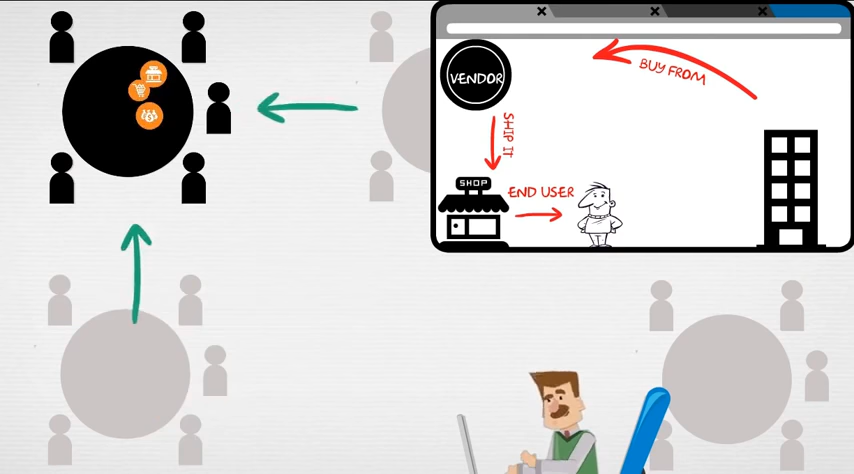 BUY FROM
VENDOR
SHIP IT
SHOP
END USER